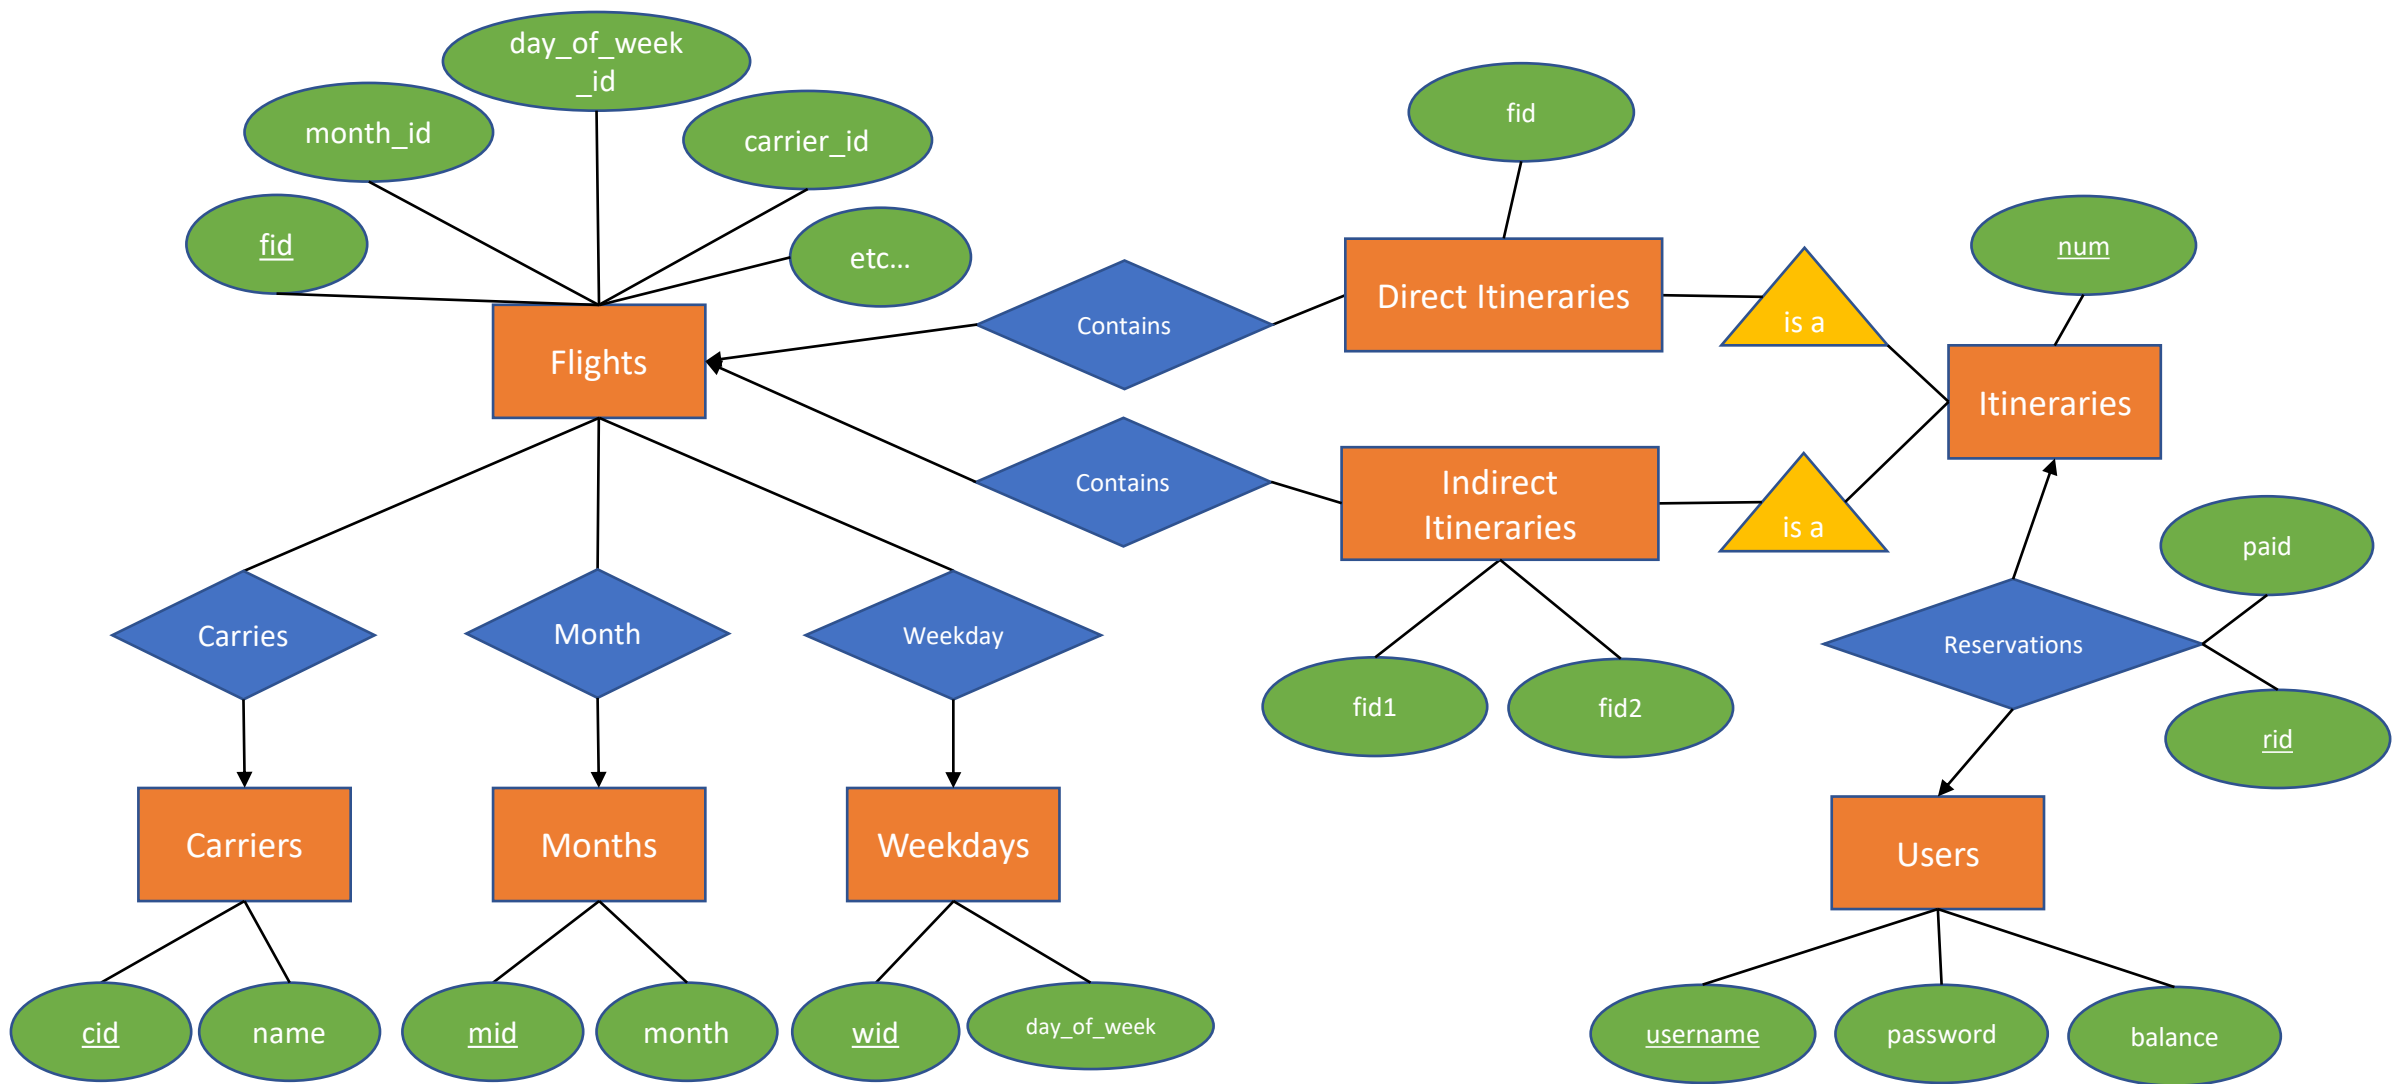 day_of_week
_id
month_id
carrier_id
fid
etc...
Flights
Contains
Contains
fid
Direct Itineraries
is a
num
Itineraries
Indirect
Itineraries
is a
fid1
fid2
paid
Reservations
rid
Carries
Month
Weekday
Carriers
Months
Weekdays
Users
cid
name
mid
month
wid
day_of_week
username
password
balance